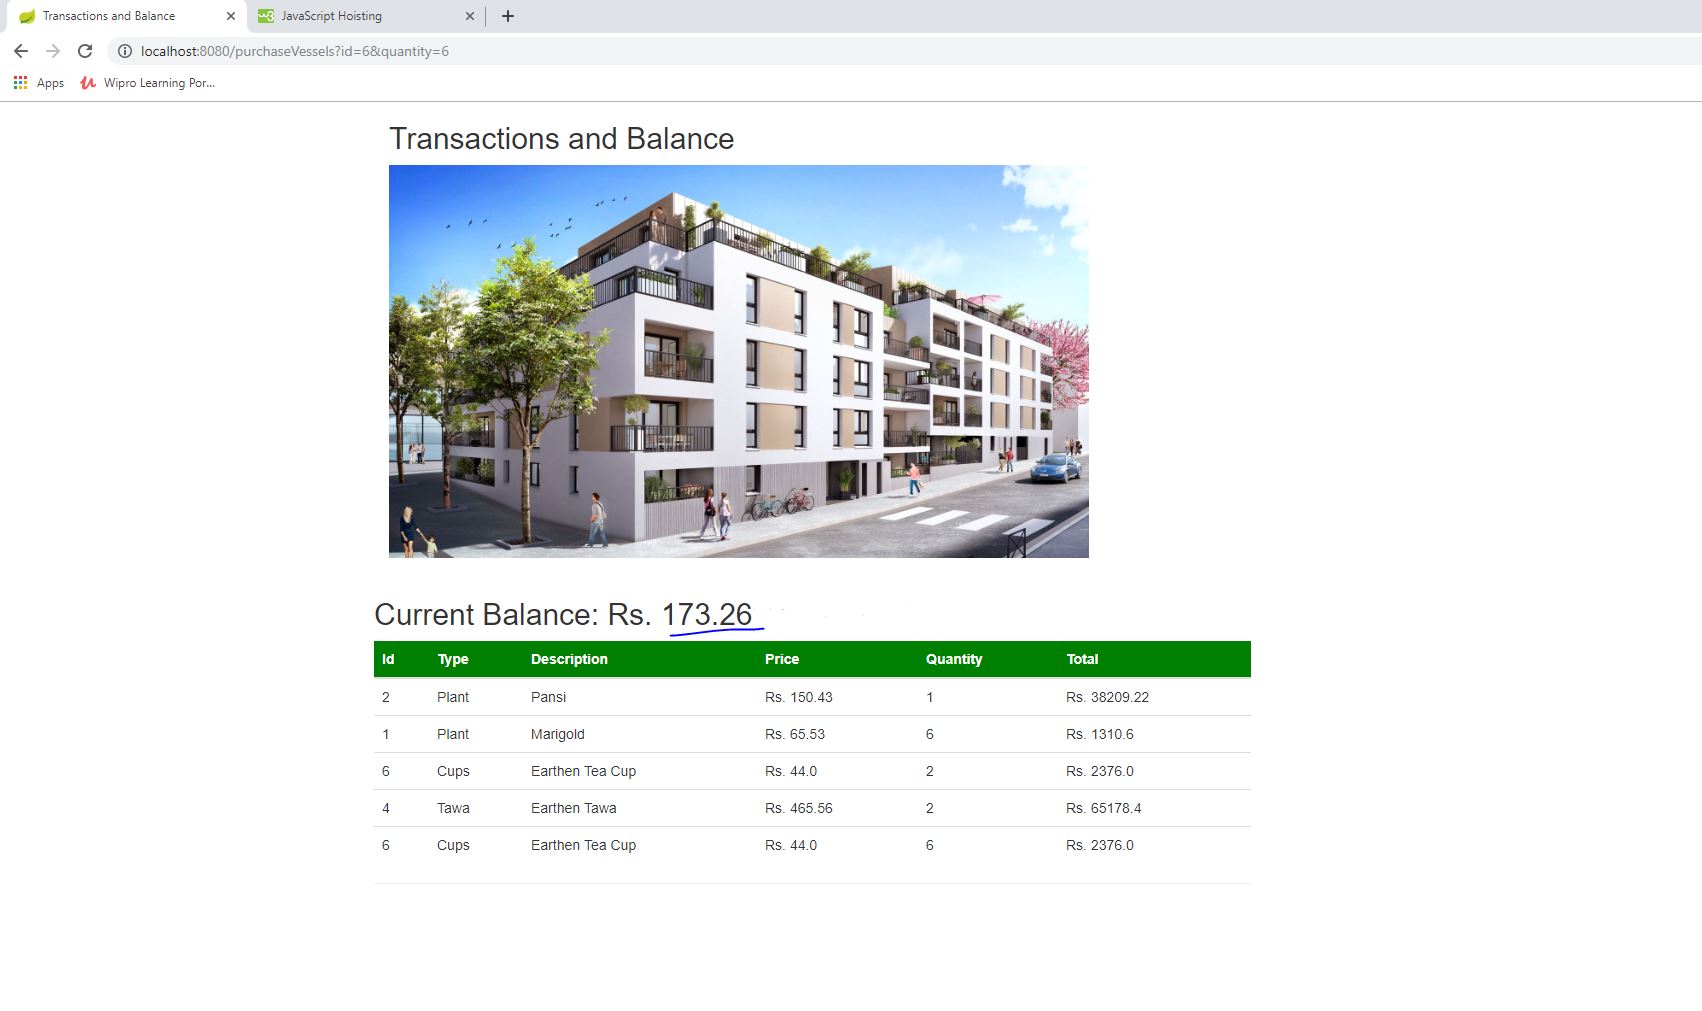 Transactions and Balance
JavaScript Hoisting
localhost:8080/purchaseVessels?id=6&quantity=6
Apps
Wipro Learning Por...
Transactions and Balance
Current Balance: Rs. 173.26
Id Type Description Price Quantity Total
2 Plant Pansi Rs. 150.43 1 Rs. 38209.22
1 Plant Marigold Rs. 65.53 6 Rs. 1310.6
6 Cups Earthen Tea Cup Rs. 44.0 2 Rs. 2376.0
4 Tawa Earthen Tawa Rs. 465.56 2 Rs. 65178.4
6 Cups Earthen Tea Cup Rs. 44.0 6 Rs. 2376.0